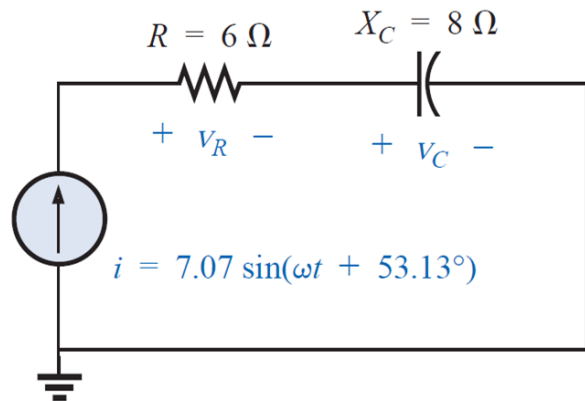 R = 6 Ω
X_C = 8 Ω
+ v_R −
+ v_C −
i = 7.07 sin(ωt + 53.13°)